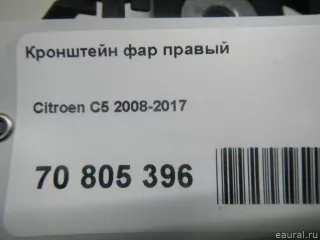 Кронштейн фар правый
Citroen C5 2008-2017
70 805 396
eaural.ru